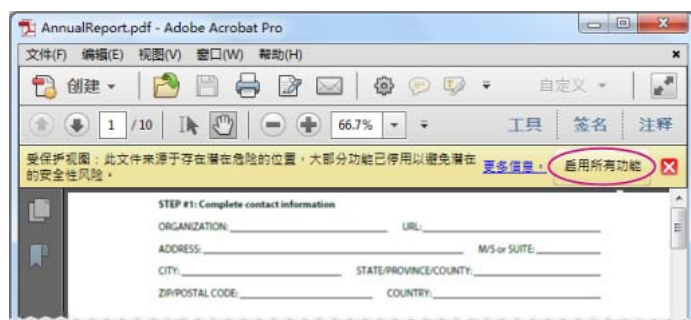 AnnualReport.pdf - Adobe Acrobat Pro
文件(F) 编辑(E) 视图(V) 窗口(W) 帮助(H)
创建 自定义
1 /10 66.7% 工具 签名 注释
受保护视图：此文件来源于存在潜在危险的位置，大部分功能已停用以避免潜在的安全性风险。 更多信息。 启用所有功能
STEP #1: Complete contact information
ORGANIZATION: URL:
ADDRESS: M/S or SUITE:
CITY: STATE/PROVINCE/COUNTY:
ZIP/POSTAL CODE: COUNTRY: